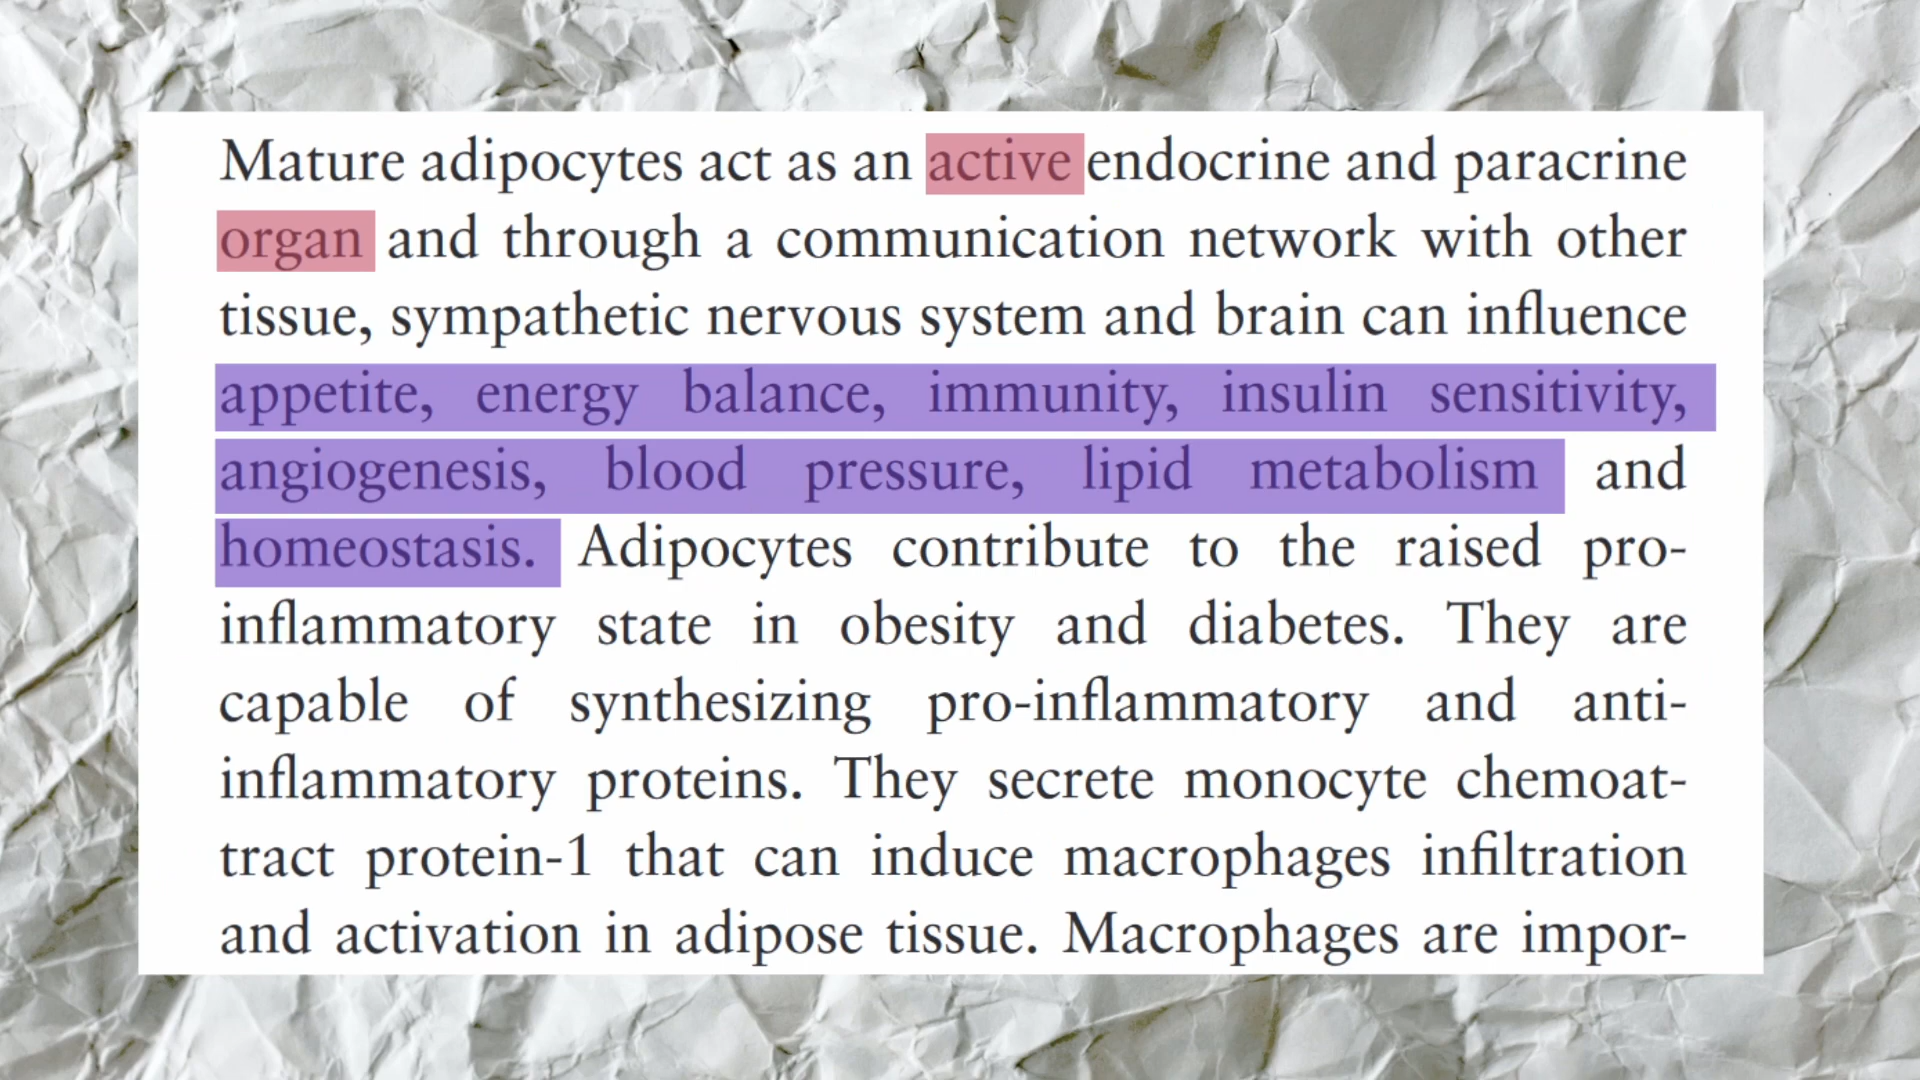 Mature adipocytes act as an active endocrine and paracrine
organ and through a communication network with other
tissue, sympathetic nervous system and brain can influence
appetite, energy balance, immunity, insulin sensitivity,
angiogenesis, blood pressure, lipid metabolism and
homeostasis. Adipocytes contribute to the raised pro-
inflammatory state in obesity and diabetes. They are
capable of synthesizing pro-inflammatory and anti-
inflammatory proteins. They secrete monocyte chemoat-
tract protein-1 that can induce macrophages infiltration
and activation in adipose tissue. Macrophages are impor-